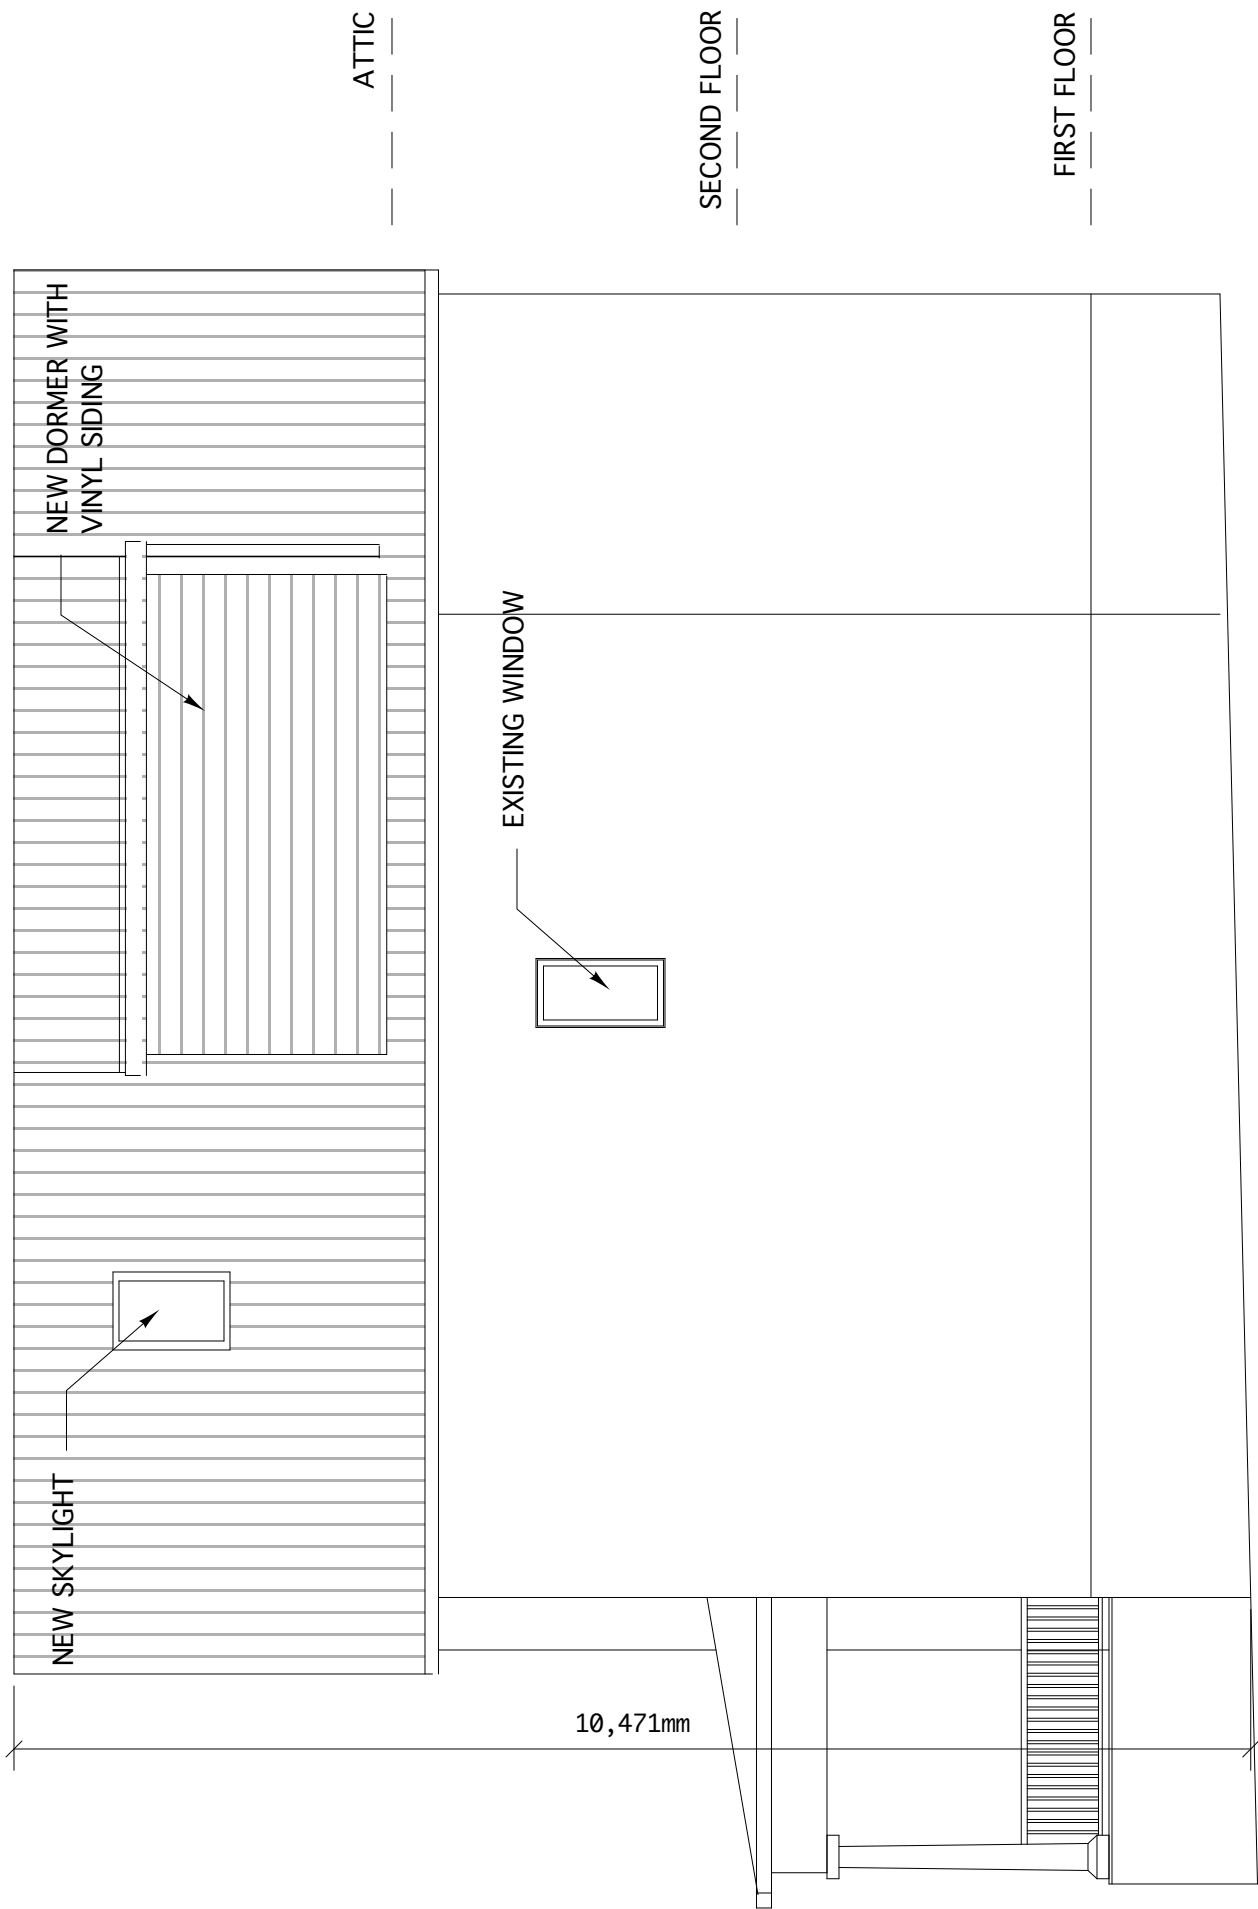 ATTIC
SECOND FLOOR
FIRST FLOOR
NEW DORMER WITH
VINYL SIDING
EXISTING WINDOW
NEW SKYLIGHT
10,471mm